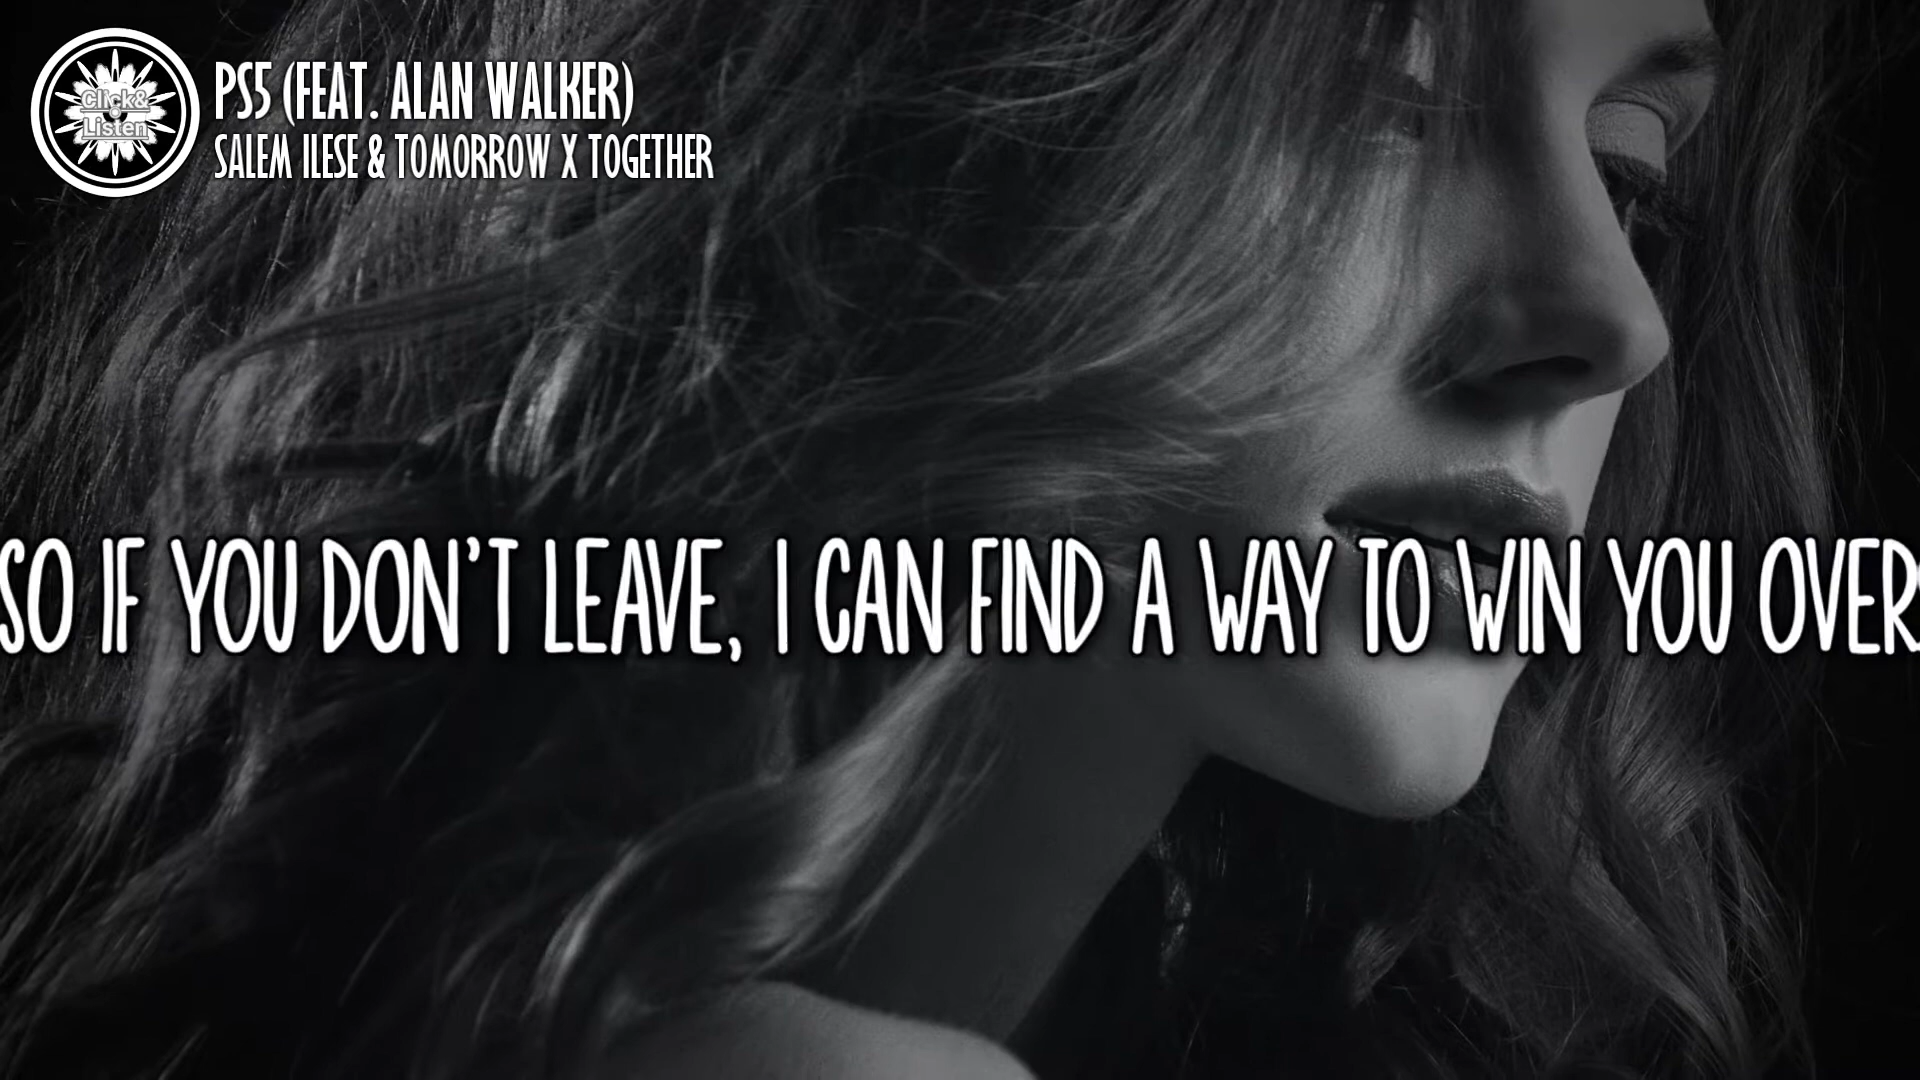 Click&
Listen
PS5 (FEAT. ALAN WALKER)
SALEM ILESE & TOMORROW X TOGETHER
SO IF YOU DON'T LEAVE, I CAN FIND A WAY TO WIN YOU OVER